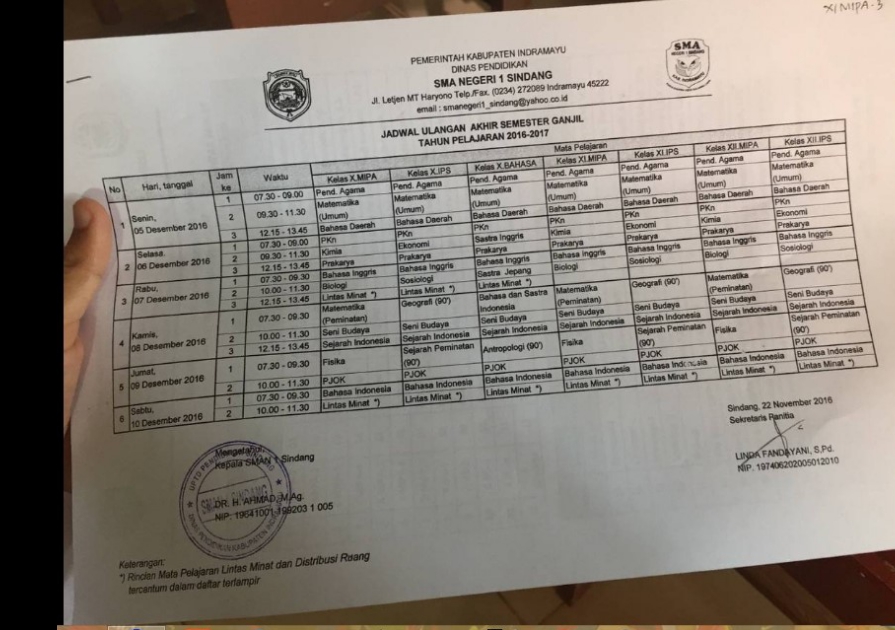 XI MIPA-3
PEMERINTAH KABUPATEN INDRAMAYU
DINAS PENDIDIKAN
SMA NEGERI 1 SINDANG
Jl. Letjen MT Haryono Telp./Fax. (0234) 272089 Indramayu 45222
email : smanegeri1_sindang@yahoo.co.id
SMA
JADWAL ULANGAN AKHIR SEMESTER GANJIL
TAHUN PELAJARAN 2016-2017
No Hari, tanggal Jam ke Waktu Mata Pelajaran
Kelas X.MIPA Kelas X.IPS Kelas X.BAHASA Kelas XI.MIPA Kelas XI.IPS Kelas XII.MIPA Kelas XII.IPS
1 Senin, 05 Desember 2016
1 07.30 - 09.00 Pend. Agama Pend. Agama Pend. Agama Pend. Agama Pend. Agama Pend. Agama Pend. Agama
2 09.30 - 11.30 Matematika (Umum) Matematika (Umum) Matematika (Umum) Matematika (Umum) Matematika (Umum) Matematika (Umum) Matematika (Umum)
3 12.15 - 13.45 Bahasa Daerah Bahasa Daerah Bahasa Daerah Bahasa Daerah Bahasa Daerah Bahasa Daerah Bahasa Daerah
2 Selasa, 06 Desember 2016
1 07.30 - 09.00 PKn PKn PKn PKn PKn PKn PKn
2 09.30 - 11.30 Kimia Ekonomi Sastra Inggris Kimia Ekonomi Kimia Ekonomi
3 12.15 - 13.45 Prakarya Prakarya Prakarya Prakarya Prakarya Prakarya Prakarya
3 Rabu, 07 Desember 2016
1 07.30 - 09.30 Bahasa Inggris Bahasa Inggris Bahasa Inggris Bahasa Inggris Bahasa Inggris Bahasa Inggris Bahasa Inggris
2 10.00 - 11.30 Biologi Sosiologi Sastra Jepang Biologi Sosiologi Biologi Sosiologi
3 12.15 - 13.45 Lintas Minat *) Lintas Minat *) Lintas Minat *)
4 Kamis, 08 Desember 2016
1 07.30 - 09.30 Matematika (Peminatan) Geografi (90') Bahasa dan Sastra Indonesia Matematika (Peminatan) Geografi (90') Matematika (Peminatan) Geografi (90')
2 10.00 - 11.30 Seni Budaya Seni Budaya Seni Budaya Seni Budaya Seni Budaya Seni Budaya Seni Budaya
3 12.15 - 13.45 Sejarah Indonesia Sejarah Indonesia Sejarah Indonesia Sejarah Indonesia Sejarah Indonesia Sejarah Indonesia Sejarah Indonesia
5 Jumat, 09 Desember 2016
1 07.30 - 09.30 Fisika Sejarah Peminatan (90') Antropologi (90') Fisika Sejarah Peminatan (90') Fisika Sejarah Peminatan (90')
2 10.00 - 11.30 PJOK PJOK PJOK PJOK PJOK PJOK PJOK
6 Sabtu, 10 Desember 2016
1 07.30 - 09.30 Bahasa Indonesia Bahasa Indonesia Bahasa Indonesia Bahasa Indonesia Bahasa Indonesia Bahasa Indonesia Bahasa Indonesia
2 10.00 - 11.30 Lintas Minat *) Lintas Minat *) Lintas Minat *) Lintas Minat *) Lintas Minat *) Lintas Minat *) Lintas Minat *)
Sindang, 22 November 2016
Sekretaris Panitia
LINDA FANDAYANI, S.Pd.
NIP. 197406202005012010
Mengetahui
Kepala SMAN 1 Sindang
DR. H. AHMAD, M.Ag.
NIP. 19641001 199203 1 005
Keterangan:
*) Rincian Mata Pelajaran Lintas Minat dan Distribusi Ruang
tercantum dalam daftar terlampir